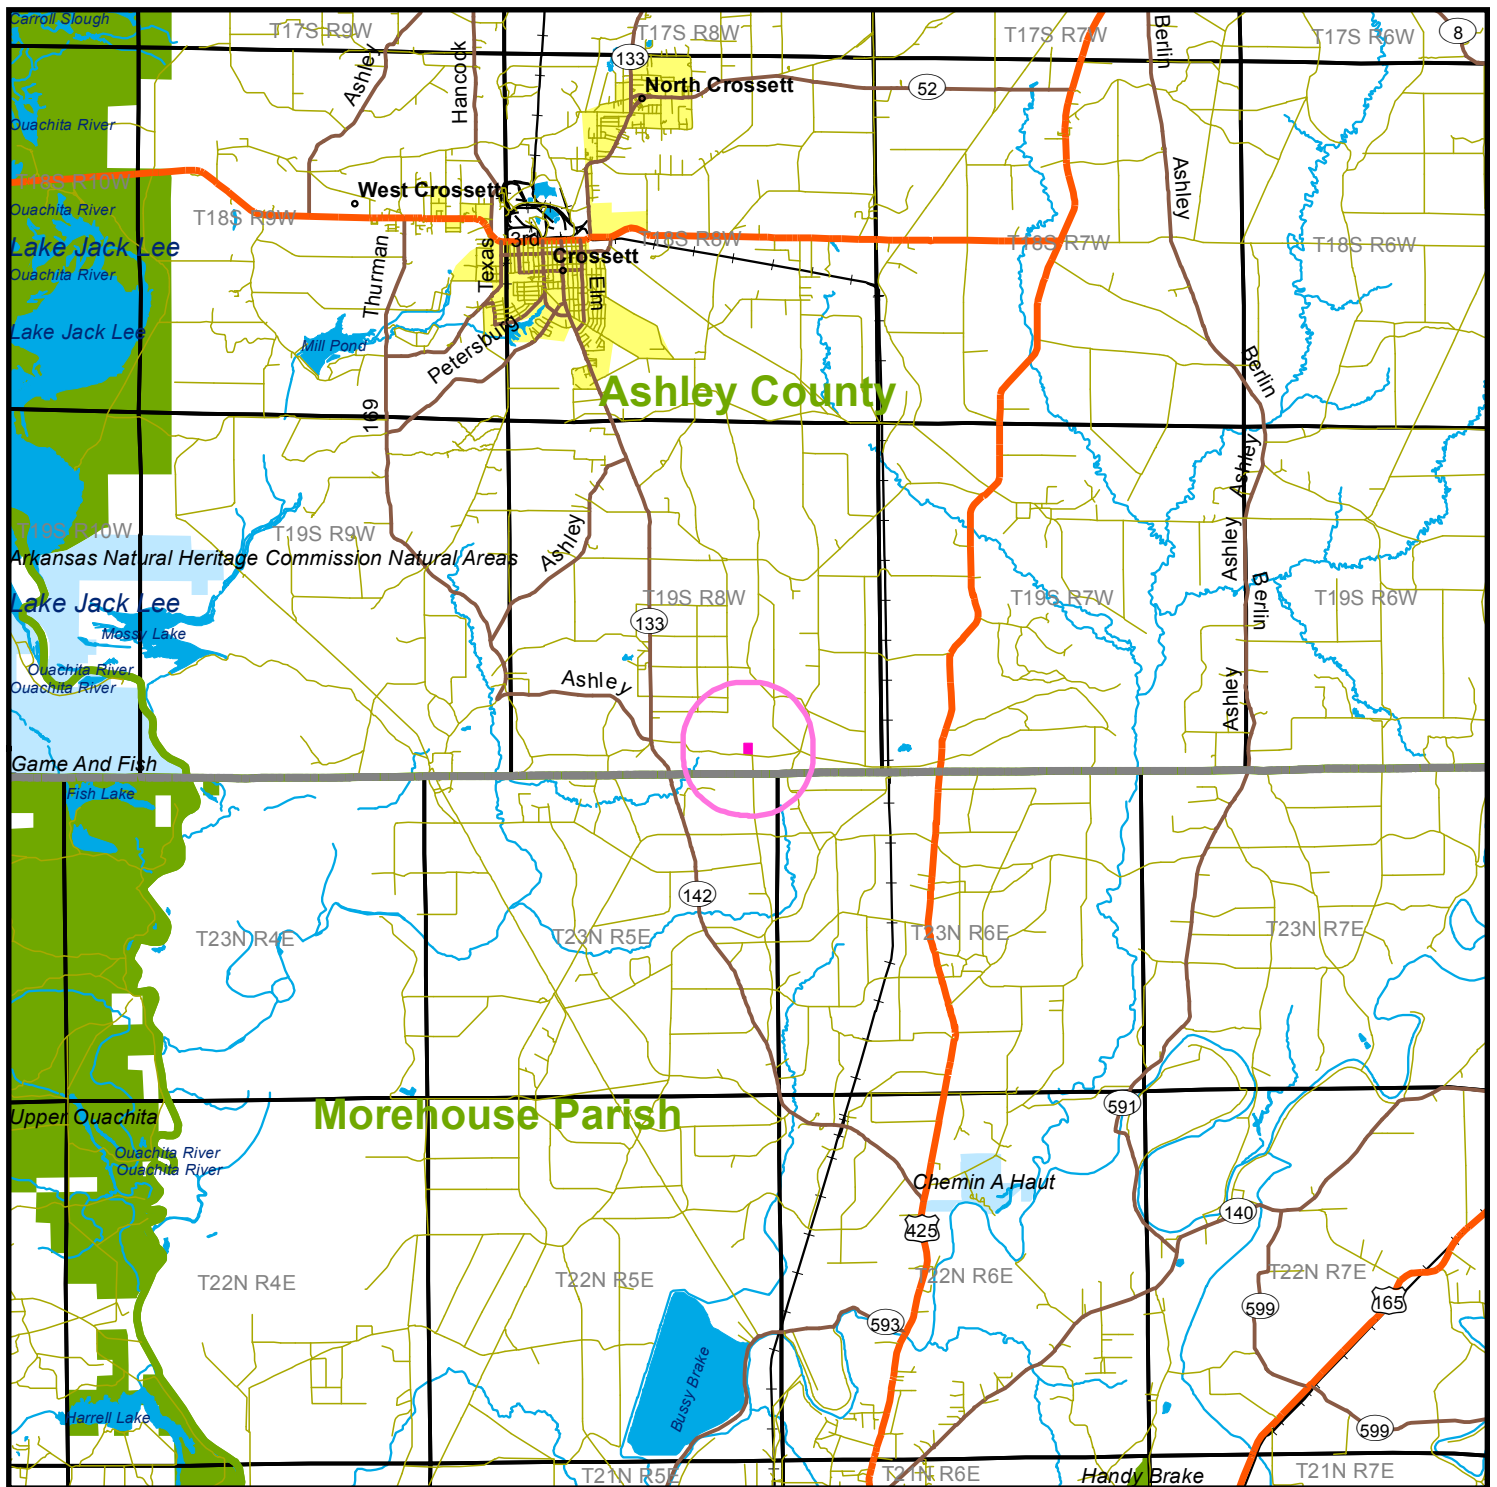 Carroll Slough
T17S R9W
T17S R8W
T17S R7W
T17S R6W
8
Ashley
Hancock
133
Berlin
North Crossett
52
Ouachita River
T18S R10W
West Crossett
Ashley
Ouachita River
T18S R9W
3rd
T18S R8W
T18S R7W
T18S R6W
Lake Jack Lee
Texas
Crossett
Thurman
Ouachita River
Elm
Lake Jack Lee
Mill Pond
Petersburg
Berlin
Ashley County
169
Ashley
T19S R10W
T19S R9W
Ashley
Ashley
Arkansas Natural Heritage Commission Natural Areas
Lake Jack Lee
T19S R8W
T19S R7W
Berlin
T19S R6W
133
Mossy Lake
Ouachita River
Ouachita River
Ashley
Ashley
Game And Fish
Fish Lake
142
T23N R4E
T23N R5E
T23N R6E
T23N R7E
Upper Ouachita
Morehouse Parish
591
Ouachita River
Ouachita River
Chemin A Haut
140
425
T22N R4E
T22N R5E
T22N R6E
T22N R7E
599
165
593
Bussy Brake
Harrell Lake
599
T21N R5E
T21N R6E
Handy Brake
T21N R7E